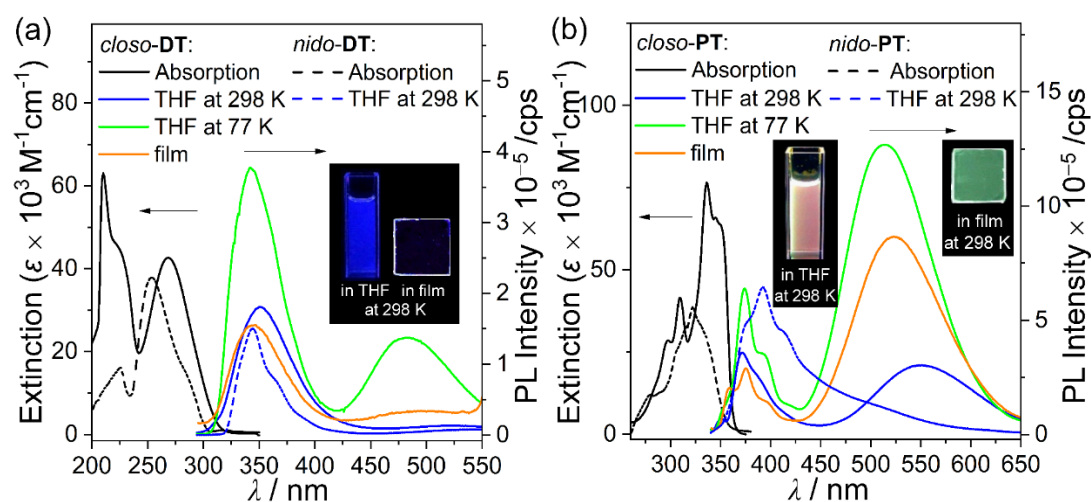 (a)
closo-DT:
nido-DT:
Absorption
Absorption
THF at 298 K
THF at 298 K
THF at 77 K
film
in THF
in film
at 298 K
Extinction (ε × 10³ M⁻¹cm⁻¹)
80
60
40
20
0
200 250 300 350 400 450 500 550
λ / nm
5
4
3
2
1
0
PL Intensity × 10⁻⁵ /cps
(b)
closo-PT:
nido-PT:
Absorption
Absorption
THF at 298 K
THF at 298 K
THF at 77 K
film
in THF
at 298 K
in film
at 298 K
Extinction (ε × 10³ M⁻¹cm⁻¹)
100
75
50
25
0
300 350 400 450 500 550 600 650
λ / nm
15
10
5
0
PL Intensity × 10⁻⁵ /cps